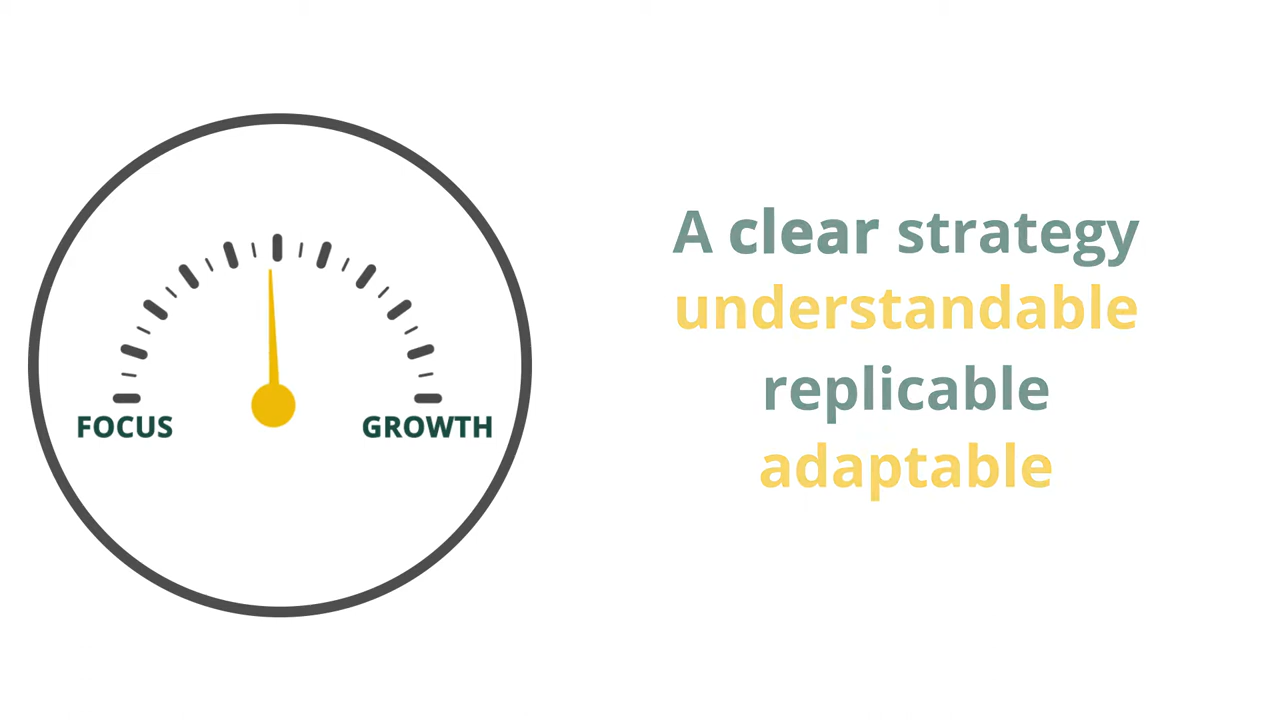 FOCUS
GROWTH
A clear strategy
understandable
replicable
adaptable